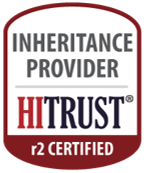 INHERITANCE
PROVIDER
HITRUST®
r2 CERTIFIED